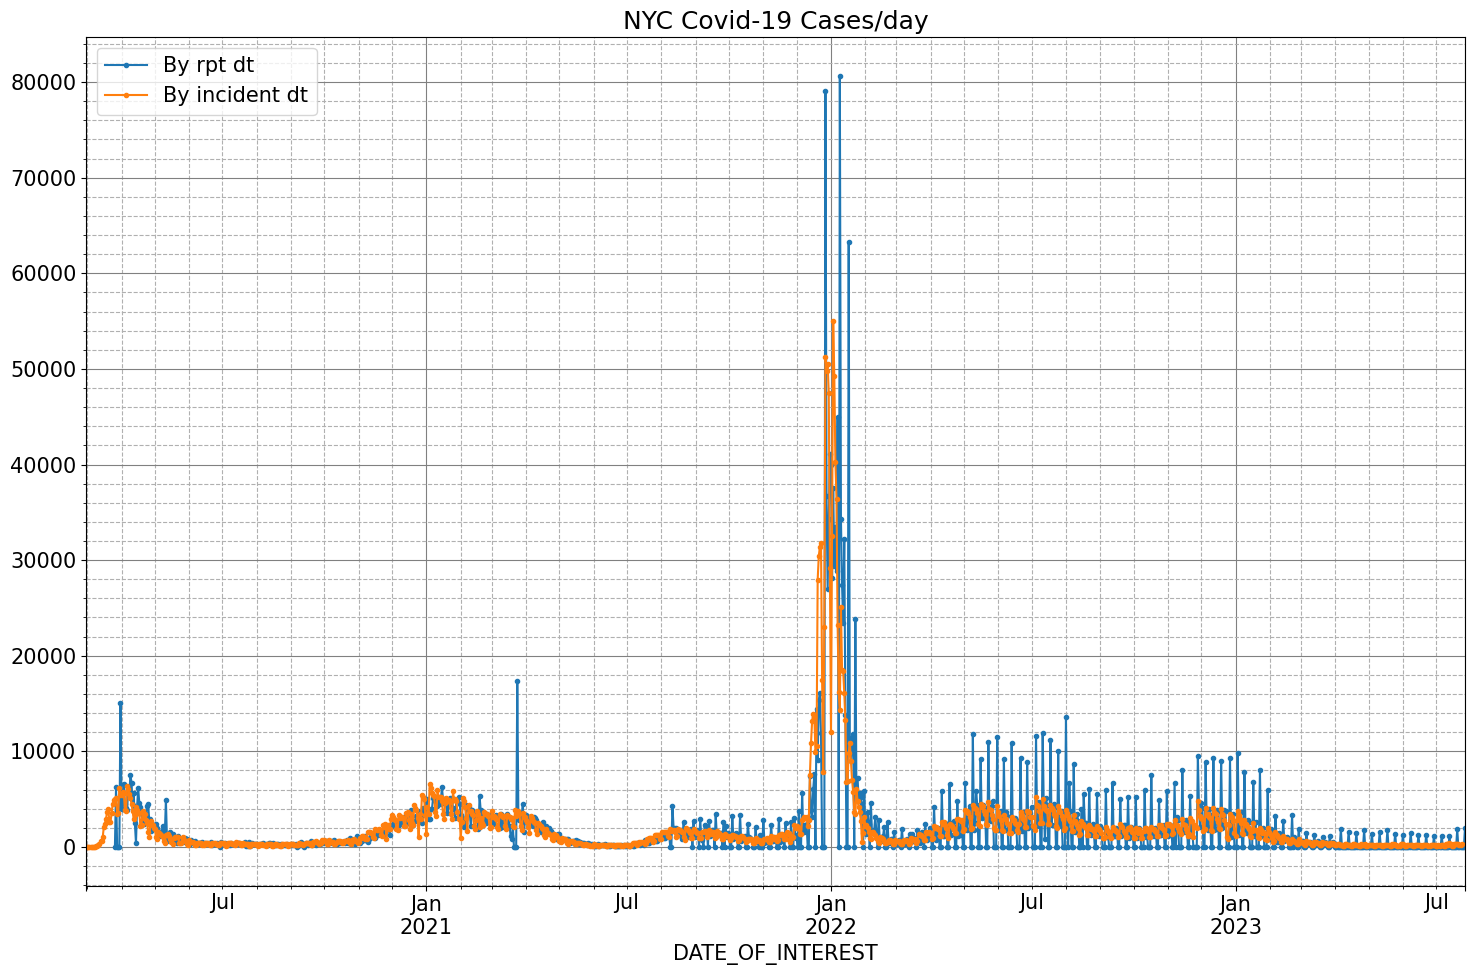 NYC Covid-19 Cases/day
By rpt dt
By incident dt
80000
70000
60000
50000
40000
30000
20000
10000
0
Jul
Jan
2021
Jul
Jan
2022
Jul
Jan
2023
Jul
DATE_OF_INTEREST